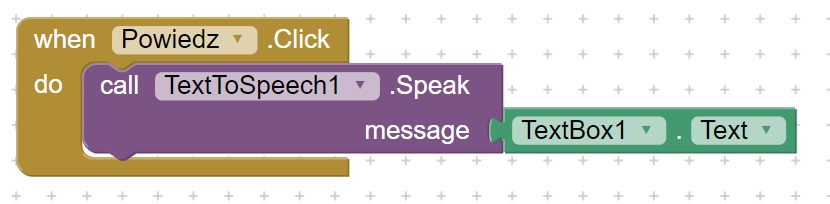 when Powiedz .Click
do call TextToSpeech1 .Speak
message TextBox1 . Text